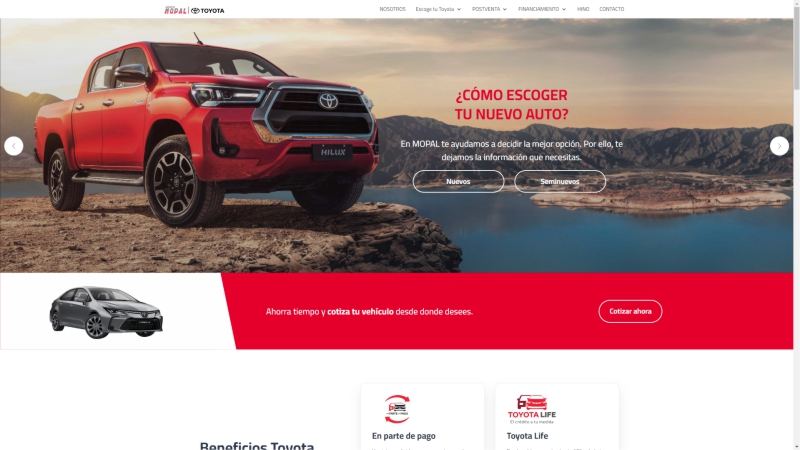 MOPAL TOYOTA
NOSOTROS Escoge tu Toyota POSTVENTA FINANCIAMIENTO HINO CONTACTO
¿CÓMO ESCOGER
TU NUEVO AUTO?
En MOPAL te ayudamos a decidir la mejor opción. Por ello, te
dejamos la información que necesitas.
Nuevos Seminuevos
HILUX
Ahorra tiempo y cotiza tu vehículo desde donde desees.
Cotizar ahora
Beneficios Toyota
En parte de pago
TOYOTA LIFE
El crédito a tu medida
Toyota Life